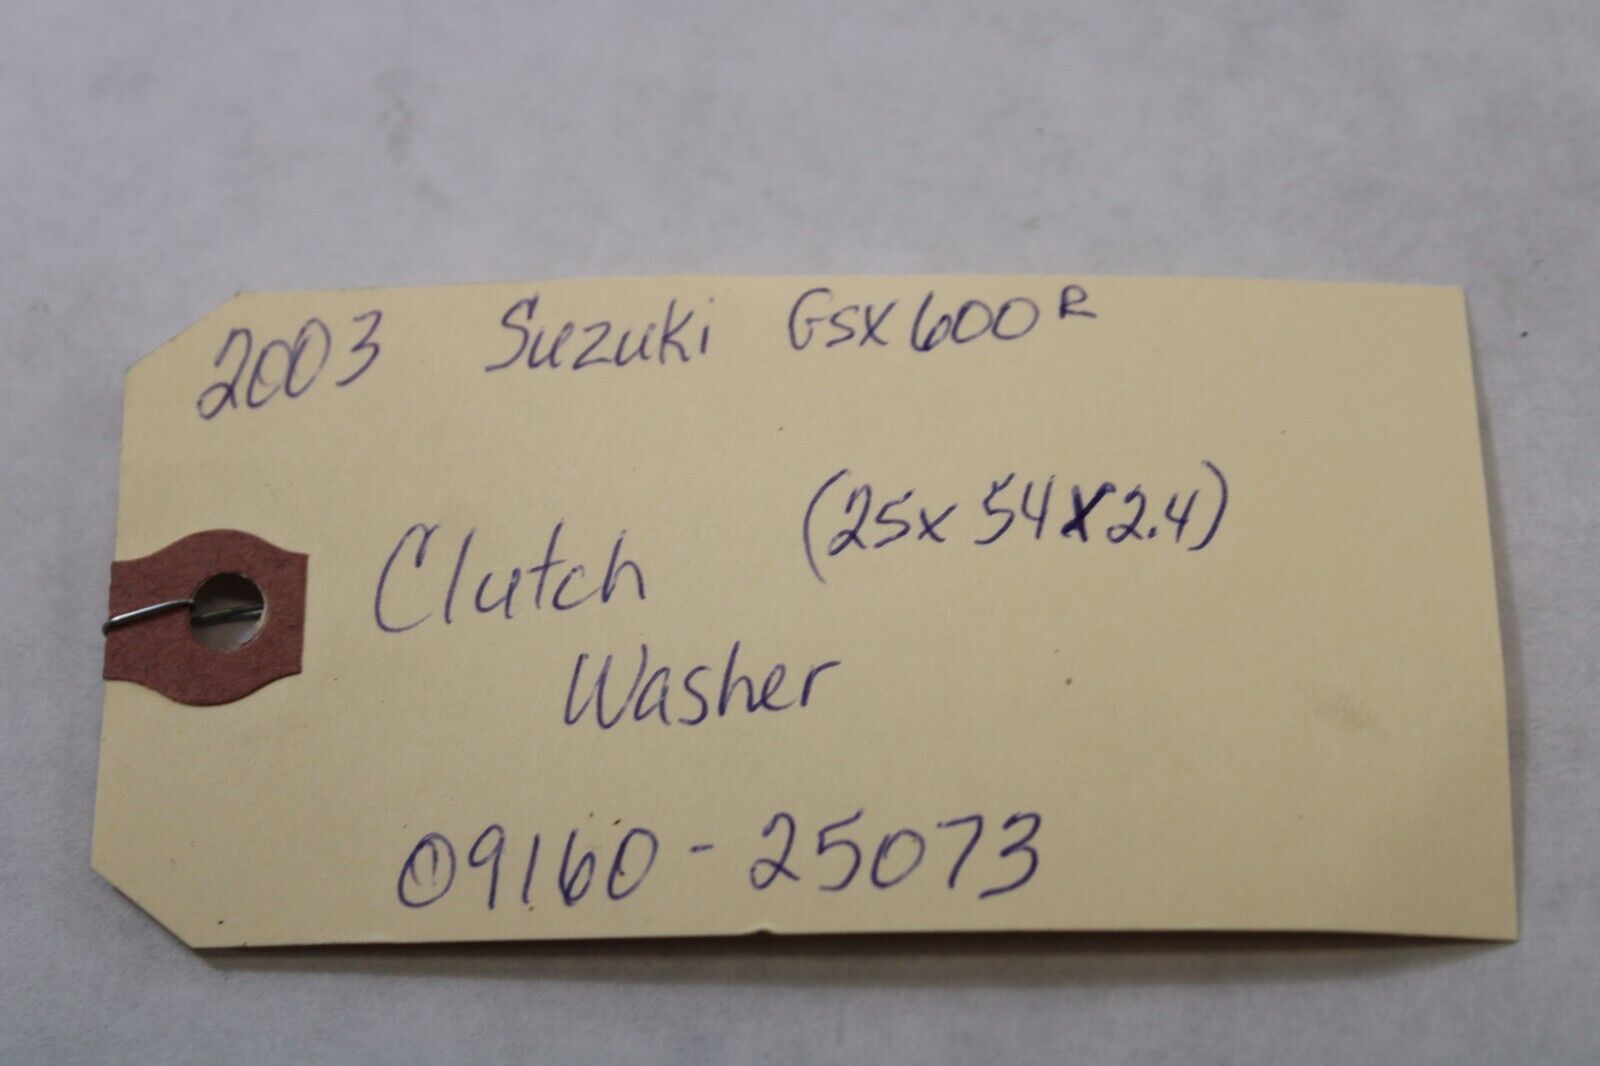 2003 Suzuki GSX600R
Clutch (25x54x2.4)
Washer
09160-25073